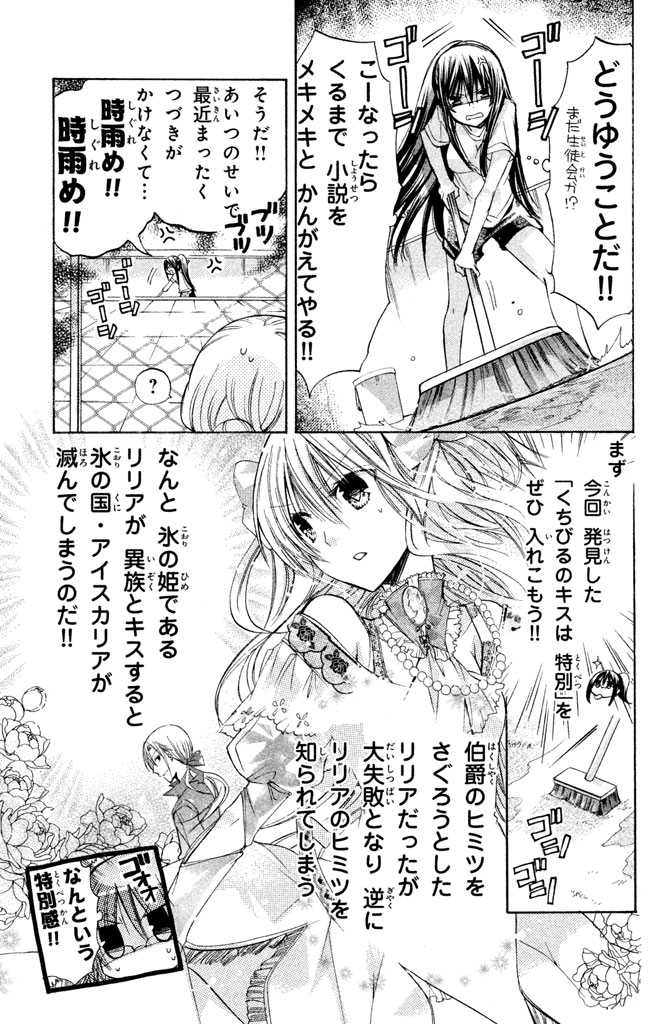 どうゆうことだ!!
まだ生徒会か!?
ゴーッ
ゴーッ
こーなったら
くるまで 小説を
メキメキと かんがえてやる!!
そうだ!!
あいつのせいで
最近まったく
つづきが
かけなくて…
時雨め!!
時雨め!!
ブツ
ブツ
ゴーシ
ゴーシ
?
まず
今回 発見した
「くちびるのキスは 特別」を
ぜひ 入れこもう!!
ゴシ
ゴシ
なんと 氷の姫である
リリアが 異族とキスすると
氷の国・アイスカリアが
滅んでしまうのだ!!
伯爵のヒミツを
さぐろうとした
リリアだったが
大失敗となり 逆に
リリアのヒミツを
知られてしまう
ゴオオ
なんという
特別感!!